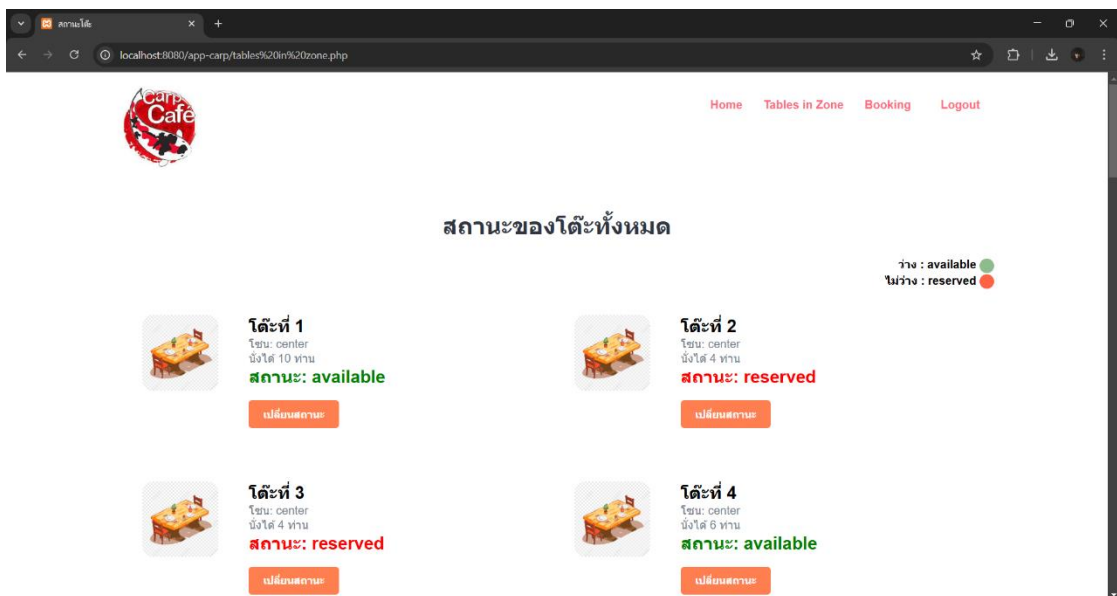 สถานะโต๊ะ
localhost:8080/app-carp/tables%20in%20zone.php
Carp
Cafe
Home Tables in Zone Booking Logout
สถานะของโต๊ะทั้งหมด
ว่าง : available
ไม่ว่าง : reserved
โต๊ะที่ 1
โซน: center
นั่งได้ 10 ท่าน
สถานะ: available
เปลี่ยนสถานะ
โต๊ะที่ 2
โซน: center
นั่งได้ 4 ท่าน
สถานะ: reserved
เปลี่ยนสถานะ
โต๊ะที่ 3
โซน: center
นั่งได้ 4 ท่าน
สถานะ: reserved
เปลี่ยนสถานะ
โต๊ะที่ 4
โซน: center
นั่งได้ 6 ท่าน
สถานะ: available
เปลี่ยนสถานะ